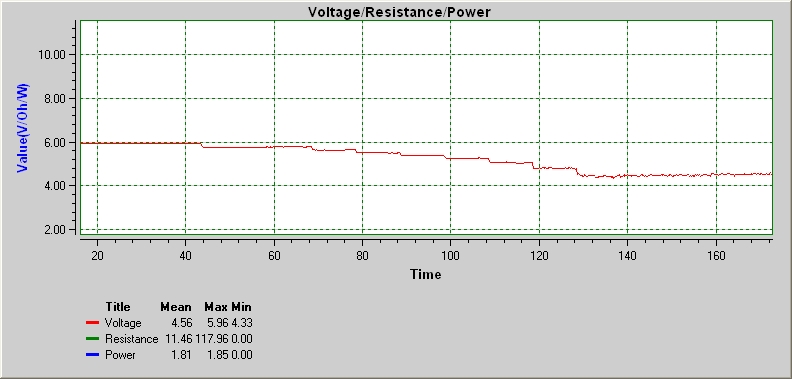 Voltage/Resistance/Power
Value(V/Oh/W)
10.00
8.00
6.00
4.00
2.00
20 40 60 80 100 120 140 160
Time
Title Mean Max Min
Voltage 4.56 5.96 4.33
Resistance 11.46 117.96 0.00
Power 1.81 1.85 0.00